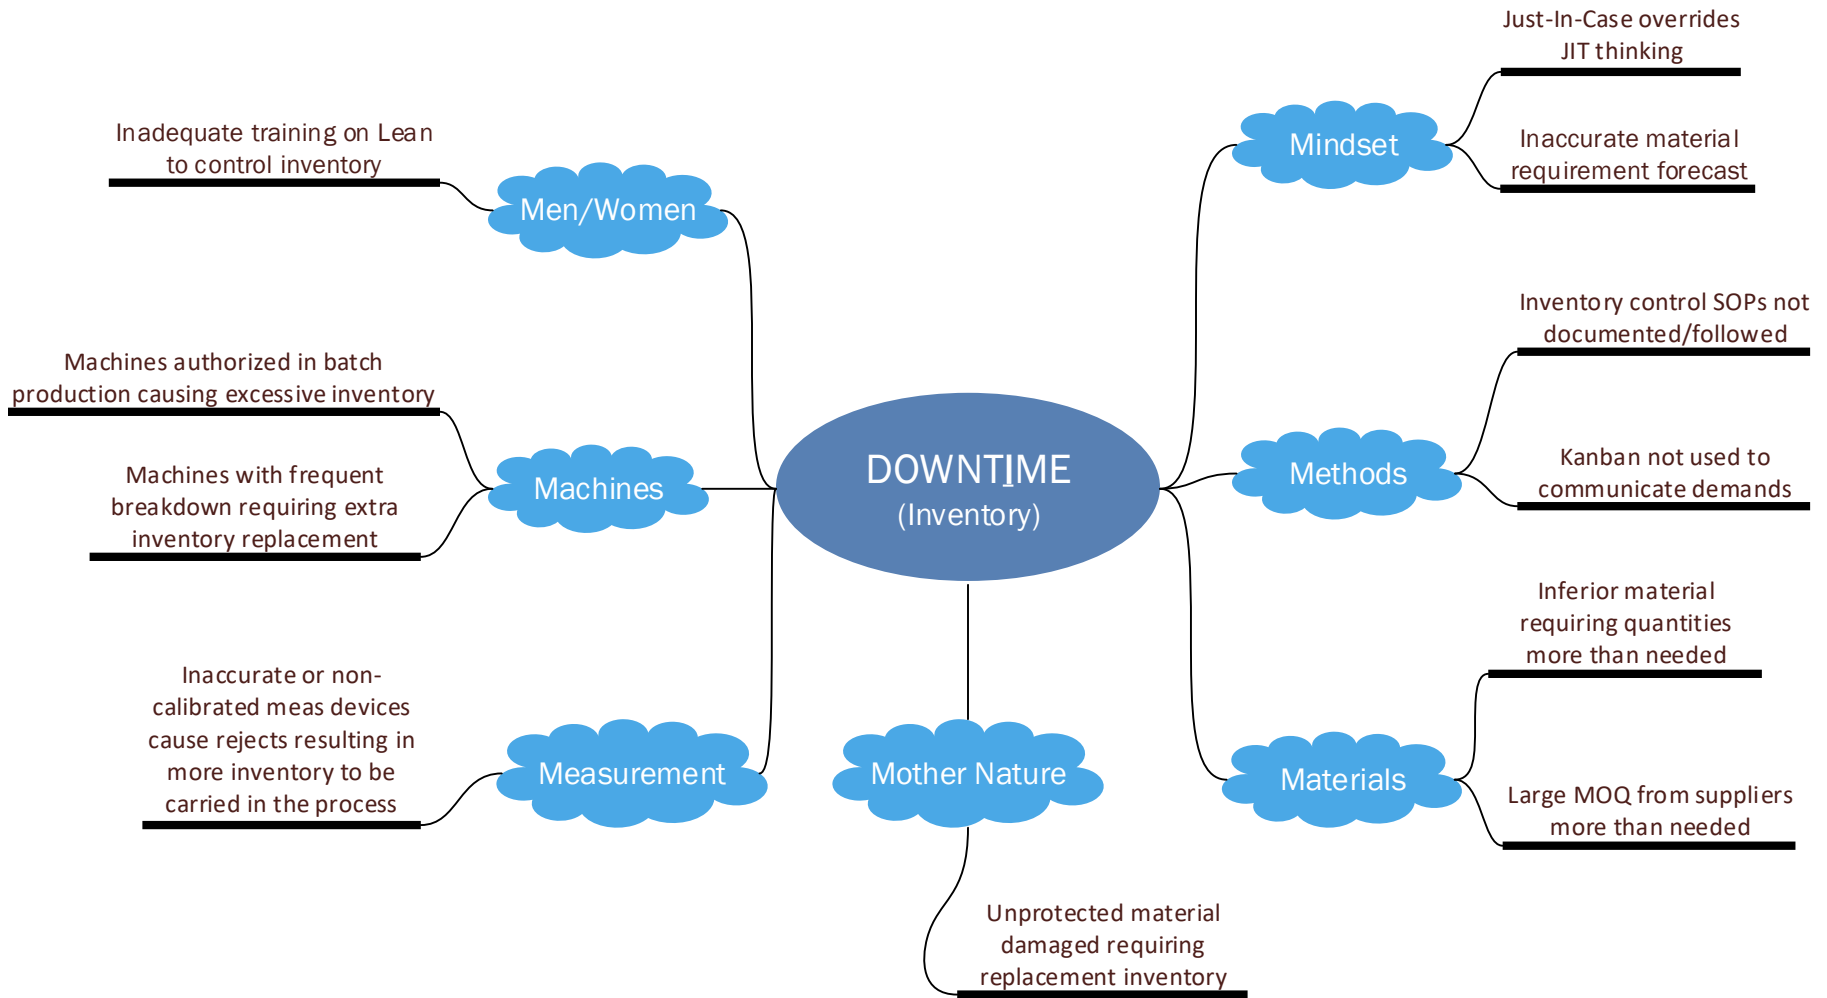 DOWNTIME
(Inventory)
Men/Women
Inadequate training on Lean
to control inventory
Machines
Machines authorized in batch
production causing excessive inventory
Machines with frequent
breakdown requiring extra
inventory replacement
Measurement
Inaccurate or non-
calibrated meas devices
cause rejects resulting in
more inventory to be
carried in the process
Mother Nature
Unprotected material
damaged requiring
replacement inventory
Mindset
Just-In-Case overrides
JIT thinking
Inaccurate material
requirement forecast
Methods
Inventory control SOPs not
documented/followed
Kanban not used to
communicate demands
Materials
Inferior material
requiring quantities
more than needed
Large MOQ from suppliers
more than needed